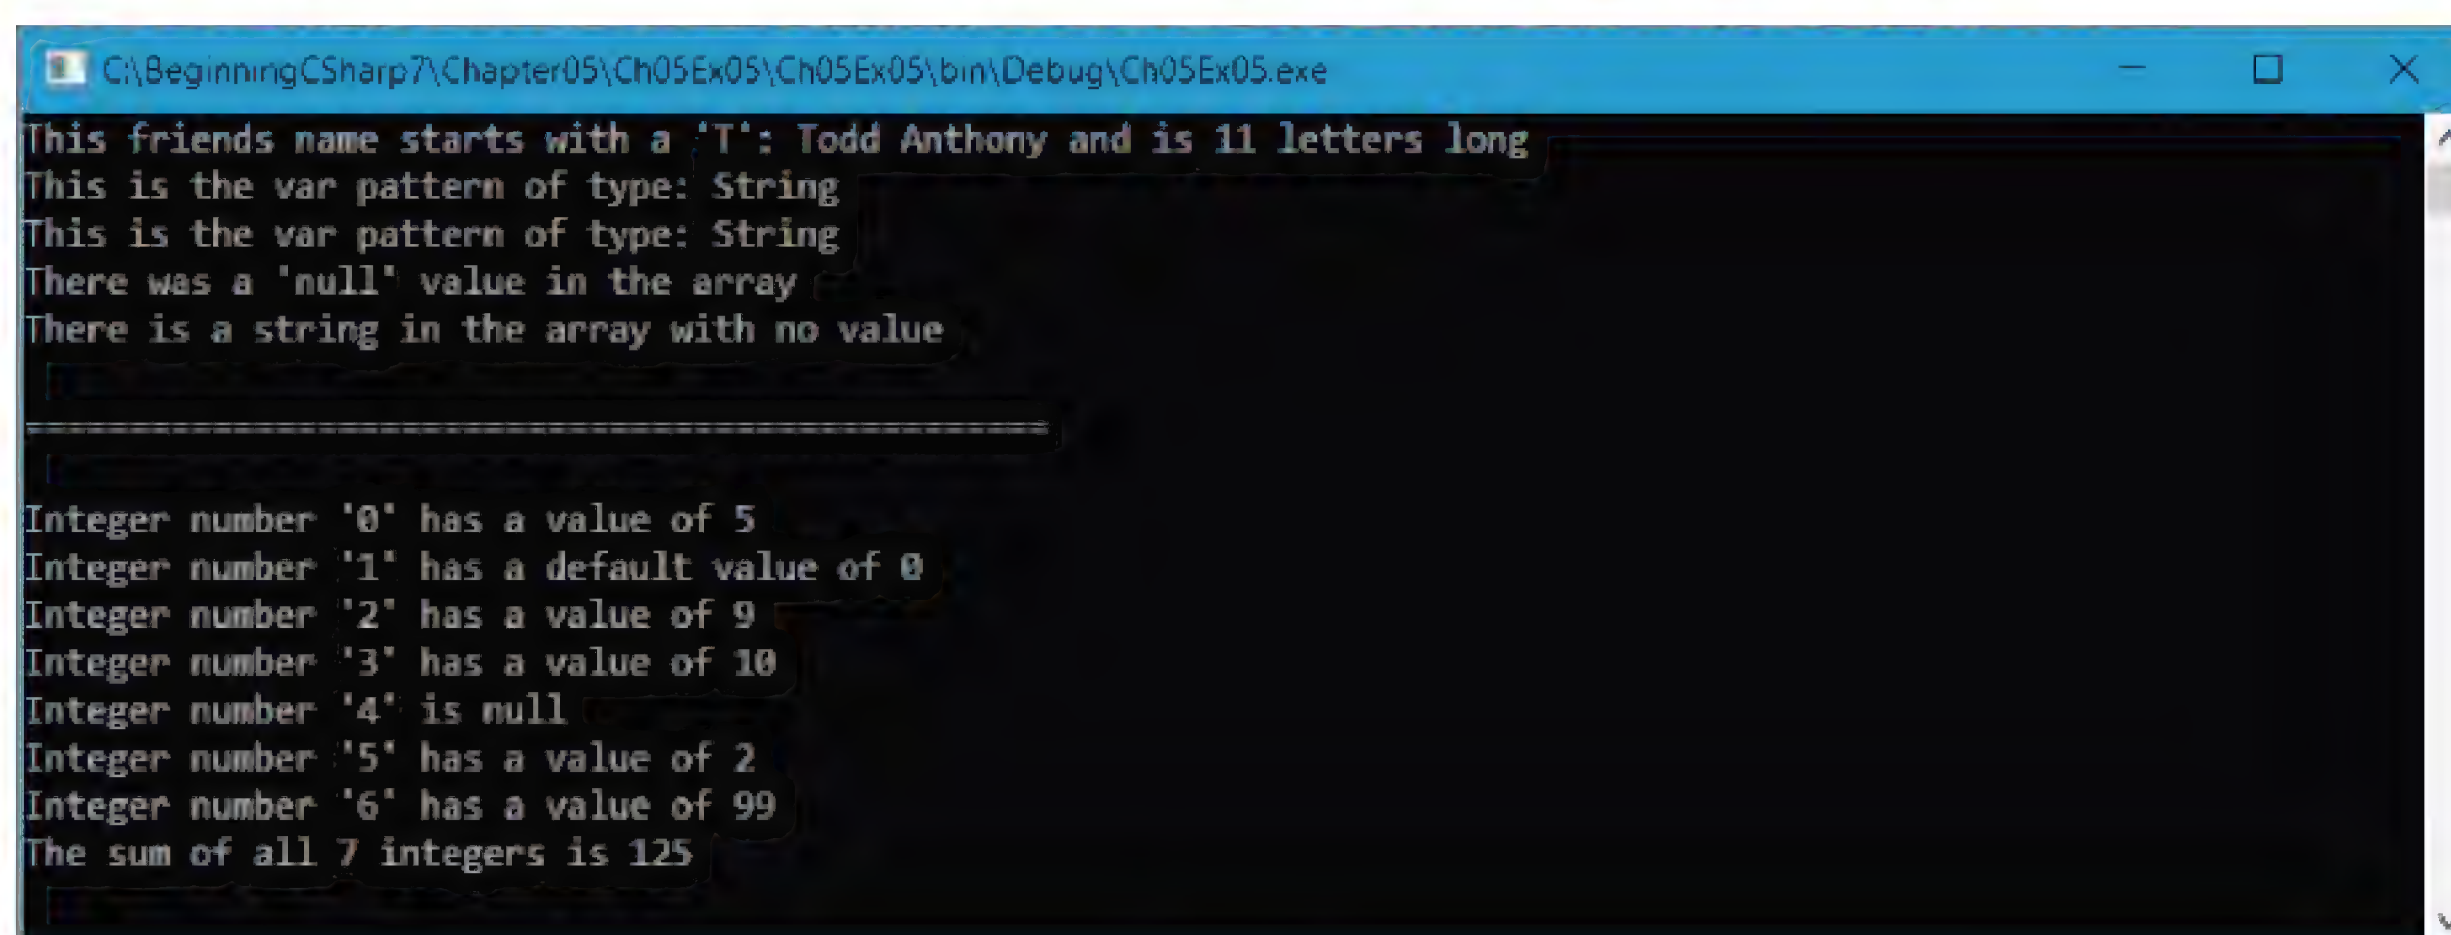 C:\BeginningCSharp7\Chapter05\Ch05Ex05\Ch05Ex05\bin\Debug\Ch05Ex05.exe
This friends name starts with a 'T': Todd Anthony and is 11 letters long
This is the var pattern of type: String
This is the var pattern of type: String
There was a 'null' value in the array
There is a string in the array with no value
=================================================
Integer number '0' has a value of 5
Integer number '1' has a default value of 0
Integer number '2' has a value of 9
Integer number '3' has a value of 10
Integer number '4' is null
Integer number '5' has a value of 2
Integer number '6' has a value of 99
The sum of all 7 integers is 125